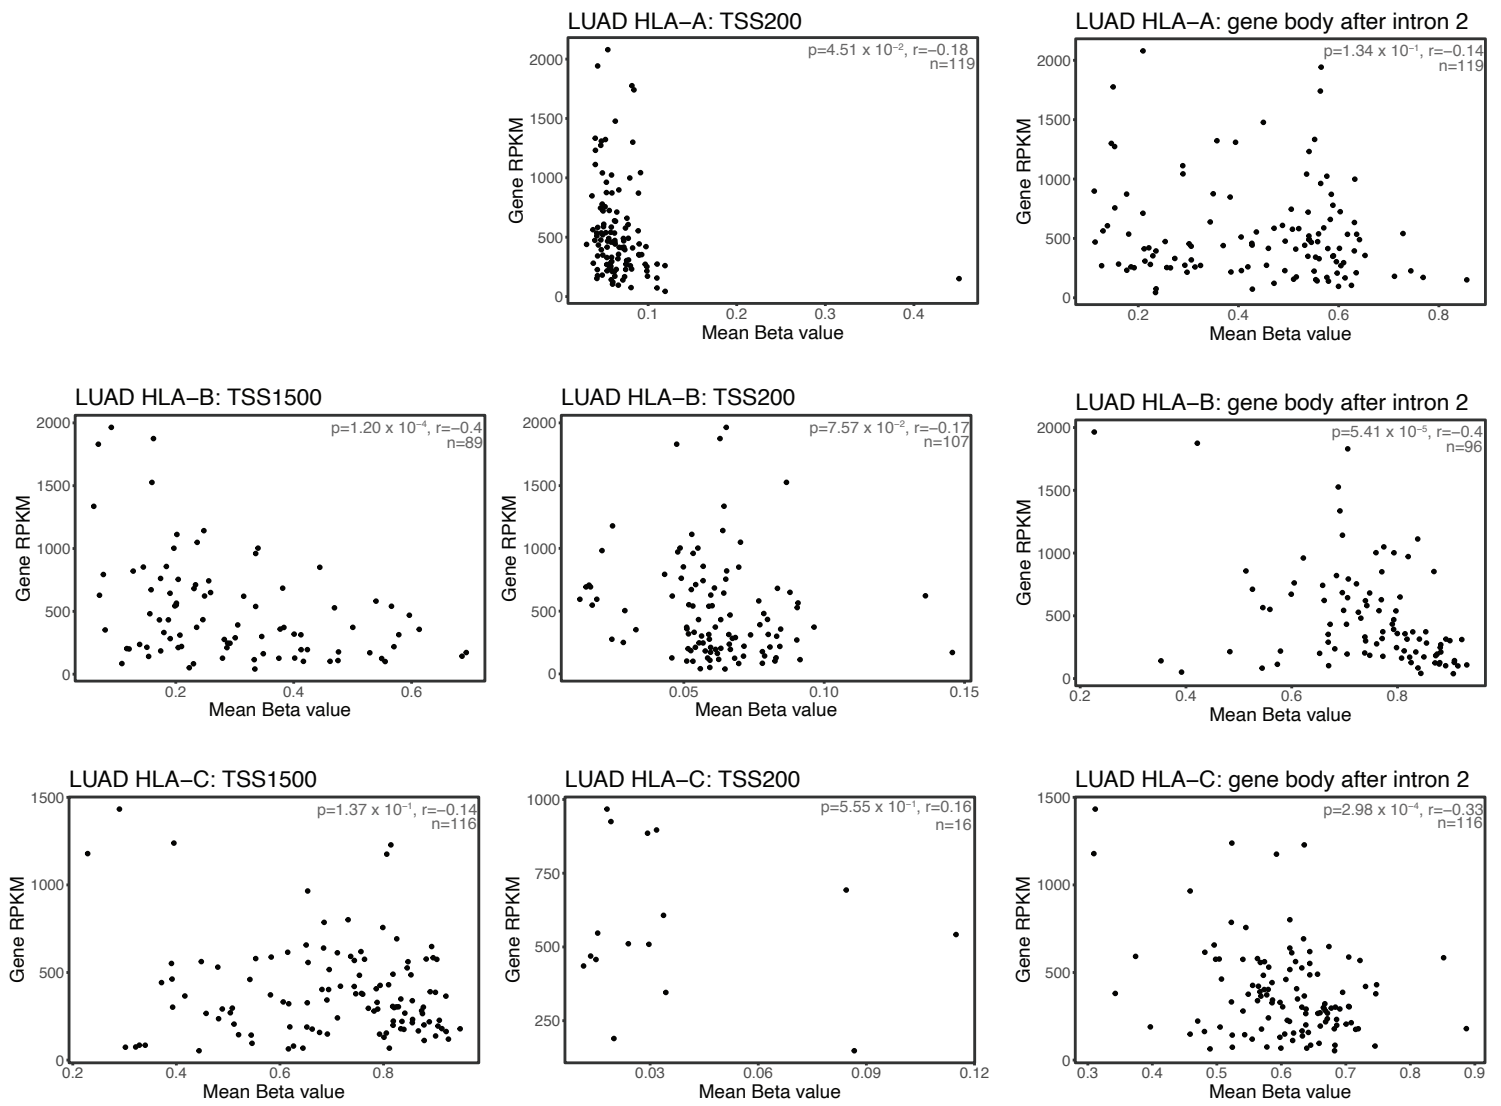 LUAD HLA−A: TSS200
p=4.51 x 10⁻², r=−0.18
n=119
Gene RPKM
2000
1500
1000
500
0
0.1
0.2
0.3
0.4
Mean Beta value
LUAD HLA−A: gene body after intron 2
p=1.34 x 10⁻¹, r=−0.14
n=119
Gene RPKM
2000
1500
1000
500
0
0.2
0.4
0.6
0.8
Mean Beta value
LUAD HLA−B: TSS1500
p=1.20 x 10⁻⁴, r=−0.4
n=89
Gene RPKM
2000
1500
1000
500
0
0.2
0.4
0.6
Mean Beta value
LUAD HLA−B: TSS200
p=7.57 x 10⁻², r=−0.17
n=107
Gene RPKM
2000
1500
1000
500
0
0.05
0.10
0.15
Mean Beta value
LUAD HLA−B: gene body after intron 2
p=5.41 x 10⁻⁵, r=−0.4
n=96
Gene RPKM
2000
1500
1000
500
0
0.2
0.4
0.6
0.8
Mean Beta value
LUAD HLA−C: TSS1500
p=1.37 x 10⁻¹, r=−0.14
n=116
Gene RPKM
1500
1000
500
0
0.2
0.4
0.6
0.8
Mean Beta value
LUAD HLA−C: TSS200
p=5.55 x 10⁻¹, r=0.16
n=16
Gene RPKM
1000
750
500
250
0.03
0.06
0.09
0.12
Mean Beta value
LUAD HLA−C: gene body after intron 2
p=2.98 x 10⁻⁴, r=−0.33
n=116
Gene RPKM
1500
1000
500
0
0.3
0.4
0.5
0.6
0.7
0.8
0.9
Mean Beta value